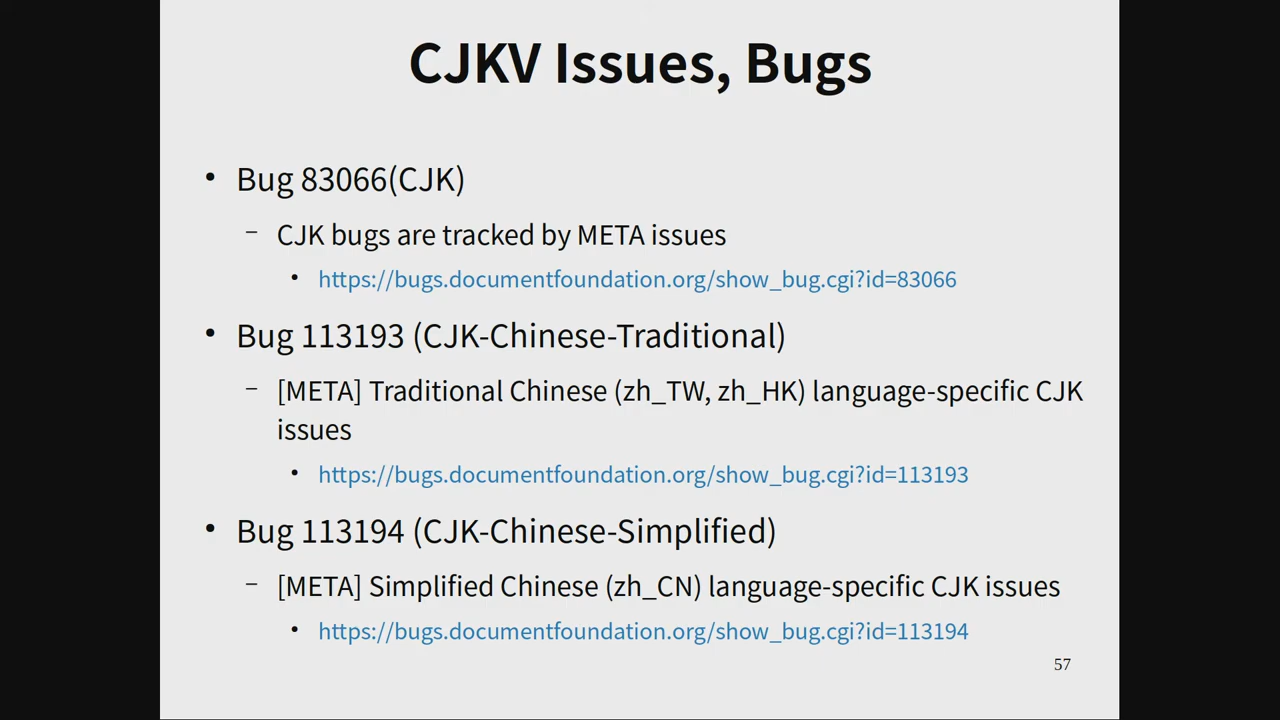 CJKV Issues, Bugs
• Bug 83066(CJK)
– CJK bugs are tracked by META issues
• https://bugs.documentfoundation.org/show_bug.cgi?id=83066
• Bug 113193 (CJK-Chinese-Traditional)
– [META] Traditional Chinese (zh_TW, zh_HK) language-specific CJK
issues
• https://bugs.documentfoundation.org/show_bug.cgi?id=113193
• Bug 113194 (CJK-Chinese-Simplified)
– [META] Simplified Chinese (zh_CN) language-specific CJK issues
• https://bugs.documentfoundation.org/show_bug.cgi?id=113194
57